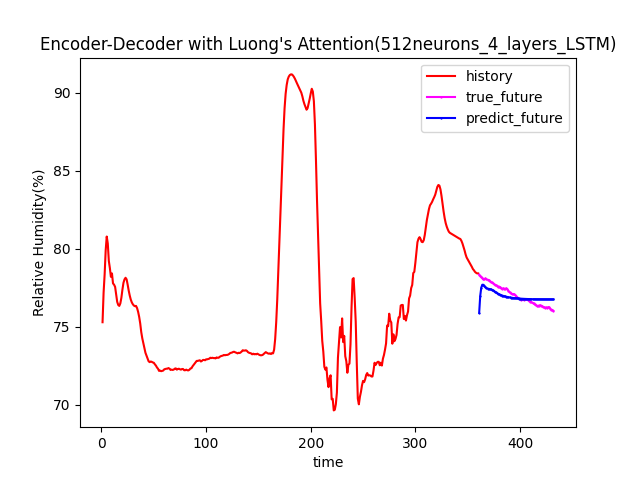 Encoder-Decoder with Luong's Attention(512neurons_4_layers_LSTM)
history
true_future
predict_future
90
85
80
75
70
Relative Humidity(%)
0
100
200
300
400
time